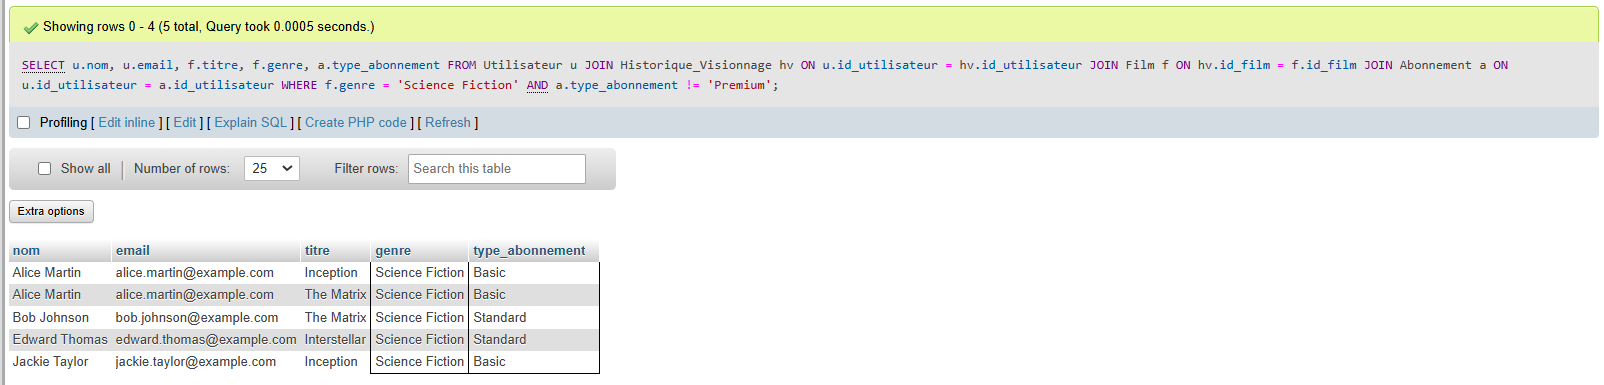 Showing rows 0 - 4 (5 total, Query took 0.0005 seconds.)
SELECT u.nom, u.email, f.titre, f.genre, a.type_abonnement FROM Utilisateur u JOIN Historique_Visionnage hv ON u.id_utilisateur = hv.id_utilisateur JOIN Film f ON hv.id_film = f.id_film JOIN Abonnement a ON
u.id_utilisateur = a.id_utilisateur WHERE f.genre = 'Science Fiction' AND a.type_abonnement != 'Premium';
Profiling [ Edit inline ] [ Edit ] [ Explain SQL ] [ Create PHP code ] [ Refresh ]
Show all Number of rows: 25 Filter rows: Search this table
Extra options
nom email titre genre type_abonnement
Alice Martin alice.martin@example.com Inception Science Fiction Basic
Alice Martin alice.martin@example.com The Matrix Science Fiction Basic
Bob Johnson bob.johnson@example.com The Matrix Science Fiction Standard
Edward Thomas edward.thomas@example.com Interstellar Science Fiction Standard
Jackie Taylor jackie.taylor@example.com Inception Science Fiction Basic